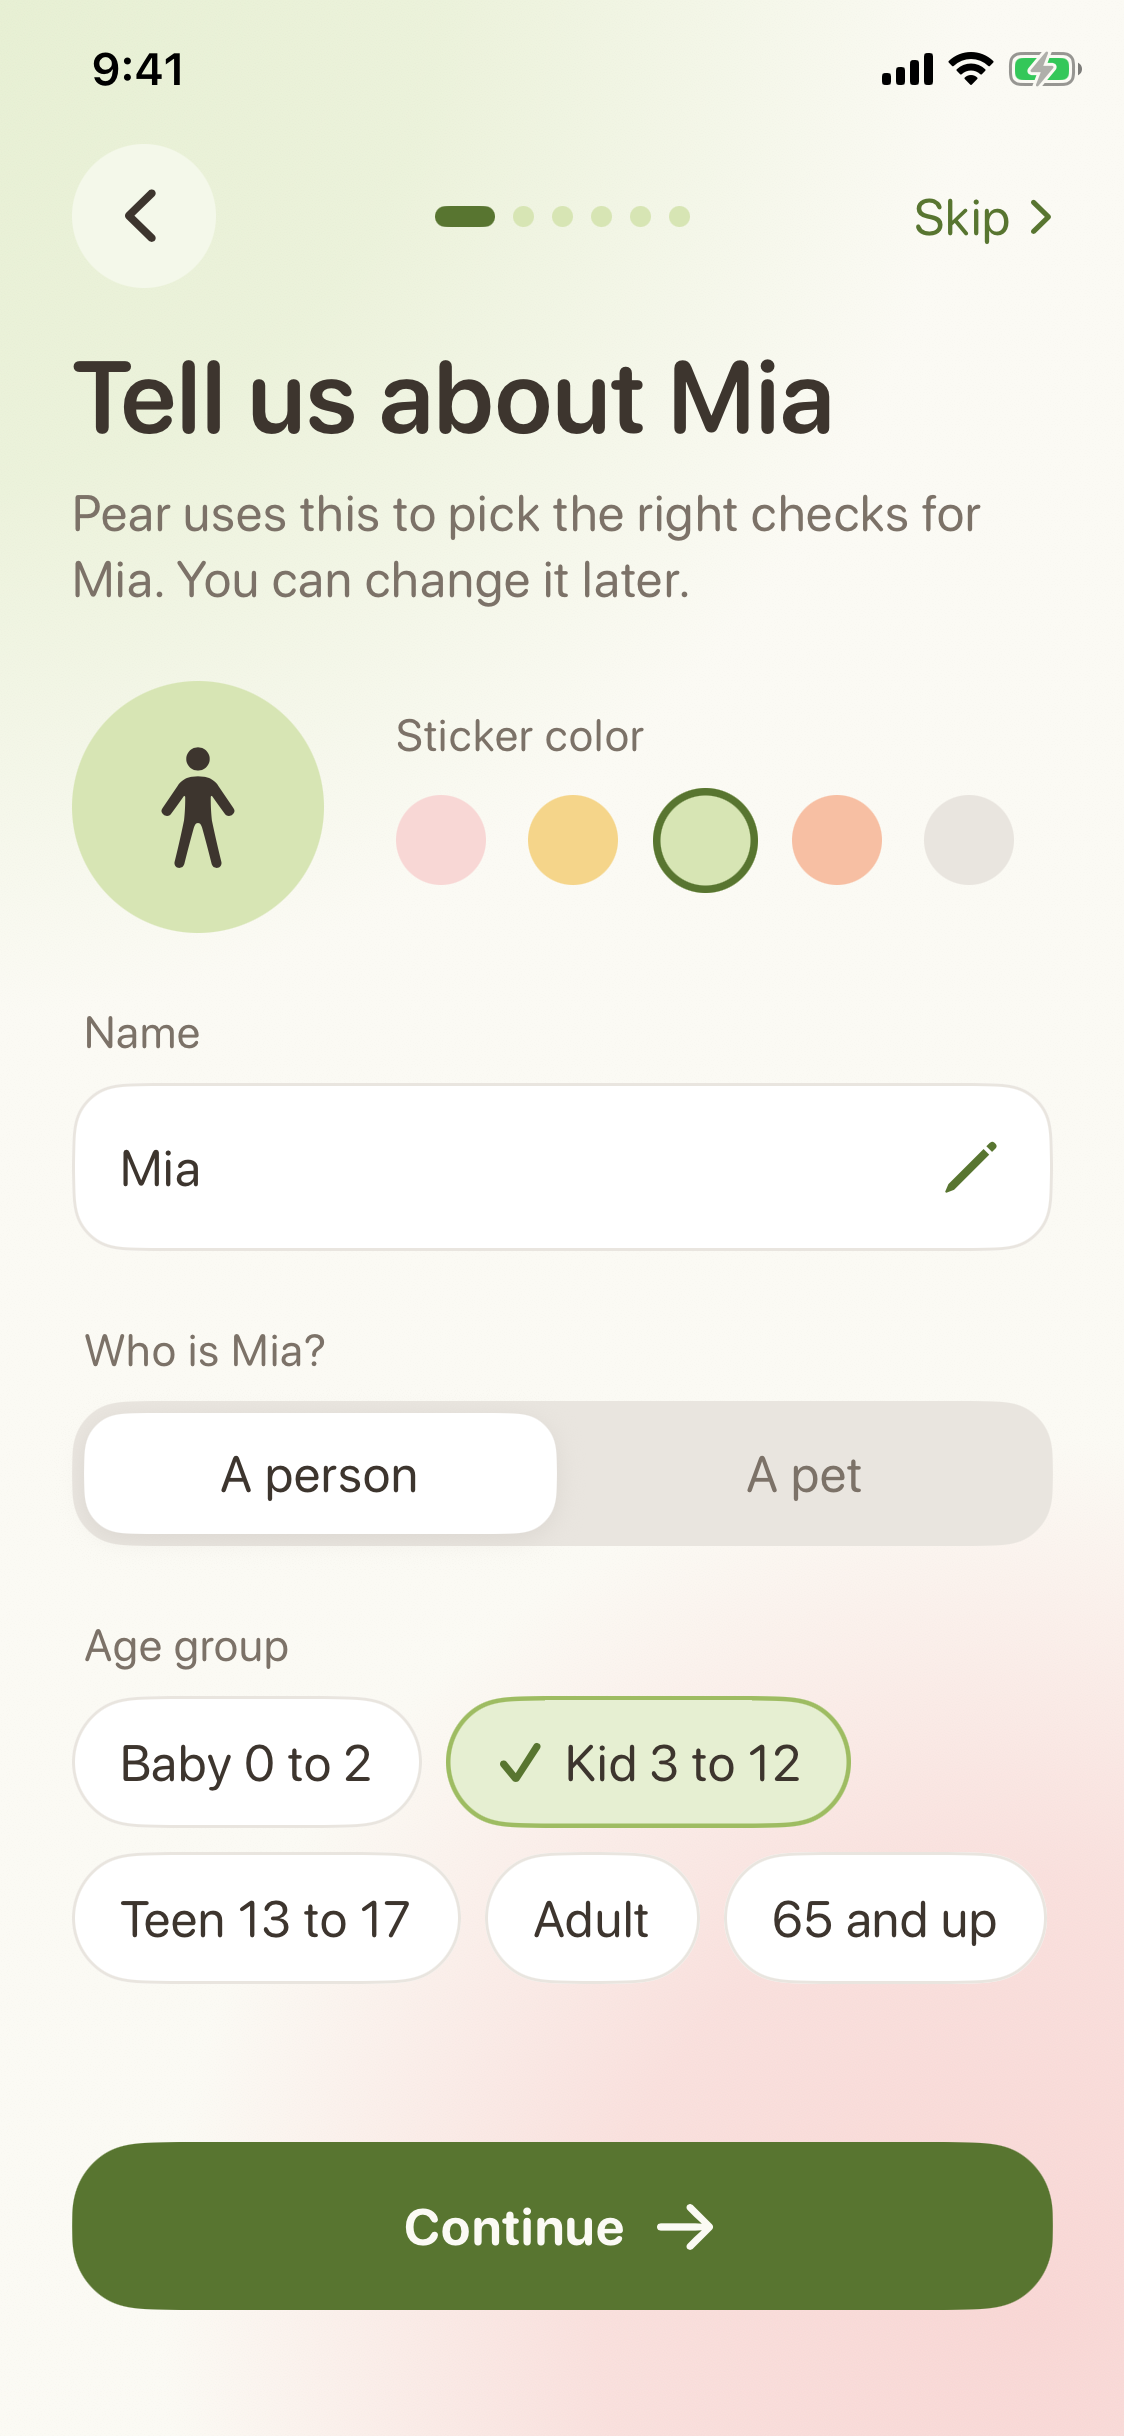 9:41
Skip
Tell us about Mia
Pear uses this to pick the right checks for
Mia. You can change it later.
Sticker color
Name
Mia
Who is Mia?
A person
A pet
Age group
Baby 0 to 2
Kid 3 to 12
Teen 13 to 17
Adult
65 and up
Continue